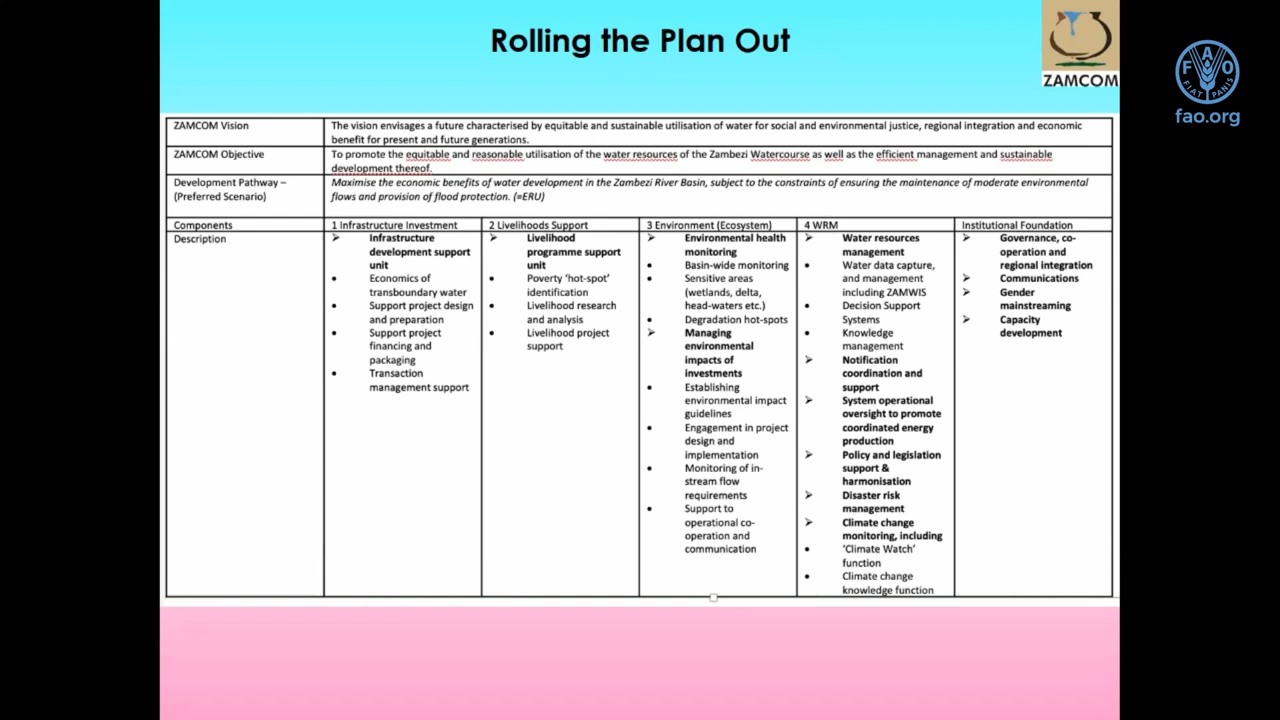 Rolling the Plan Out
ZAMCOM
F A O
FIAT PANIS
fao.org
ZAMCOM Vision
The vision envisages a future characterised by equitable and sustainable utilisation of water for social and environmental justice, regional integration and economic
benefit for present and future generations.
ZAMCOM Objective
To promote the equitable and reasonable utilisation of the water resources of the Zambezi Watercourse as well as the efficient management and sustainable
development thereof.
Development Pathway –
(Preferred Scenario)
Maximise the economic benefits of water development in the Zambezi River Basin, subject to the constraints of ensuring the maintenance of moderate environmental
flows and provision of flood protection. (=ERU)
Components
1 Infrastructure Investment
2 Livelihoods Support
3 Environment (Ecosystem)
4 WRM
Institutional Foundation
Description
➢ Infrastructure
development support
unit
• Economics of
transboundary water
• Support project design
and preparation
• Support project
financing and
packaging
• Transaction
management support
➢ Livelihood
programme support
unit
• Poverty ‘hot-spot’
identification
• Livelihood research
and analysis
• Livelihood project
support
➢ Environmental health
monitoring
• Basin-wide monitoring
• Sensitive areas
(wetlands, delta,
head-waters etc.)
• Degradation hot-spots
➢ Managing
environmental
impacts of
investments
• Establishing
environmental impact
guidelines
• Engagement in project
design and
implementation
• Monitoring of in-
stream flow
requirements
• Support to
operational co-
operation and
communication
➢ Water resources
management
• Water data capture,
and management
including ZAMWIS
• Decision Support
Systems
• Knowledge
management
➢ Notification
coordination and
support
➢ System operational
oversight to promote
coordinated energy
production
➢ Policy and legislation
support &
harmonisation
➢ Disaster risk
management
➢ Climate change
monitoring, including
• ‘Climate Watch’
function
• Climate change
knowledge function
➢ Governance, co-
operation and
regional integration
➢ Communications
➢ Gender
mainstreaming
➢ Capacity
development